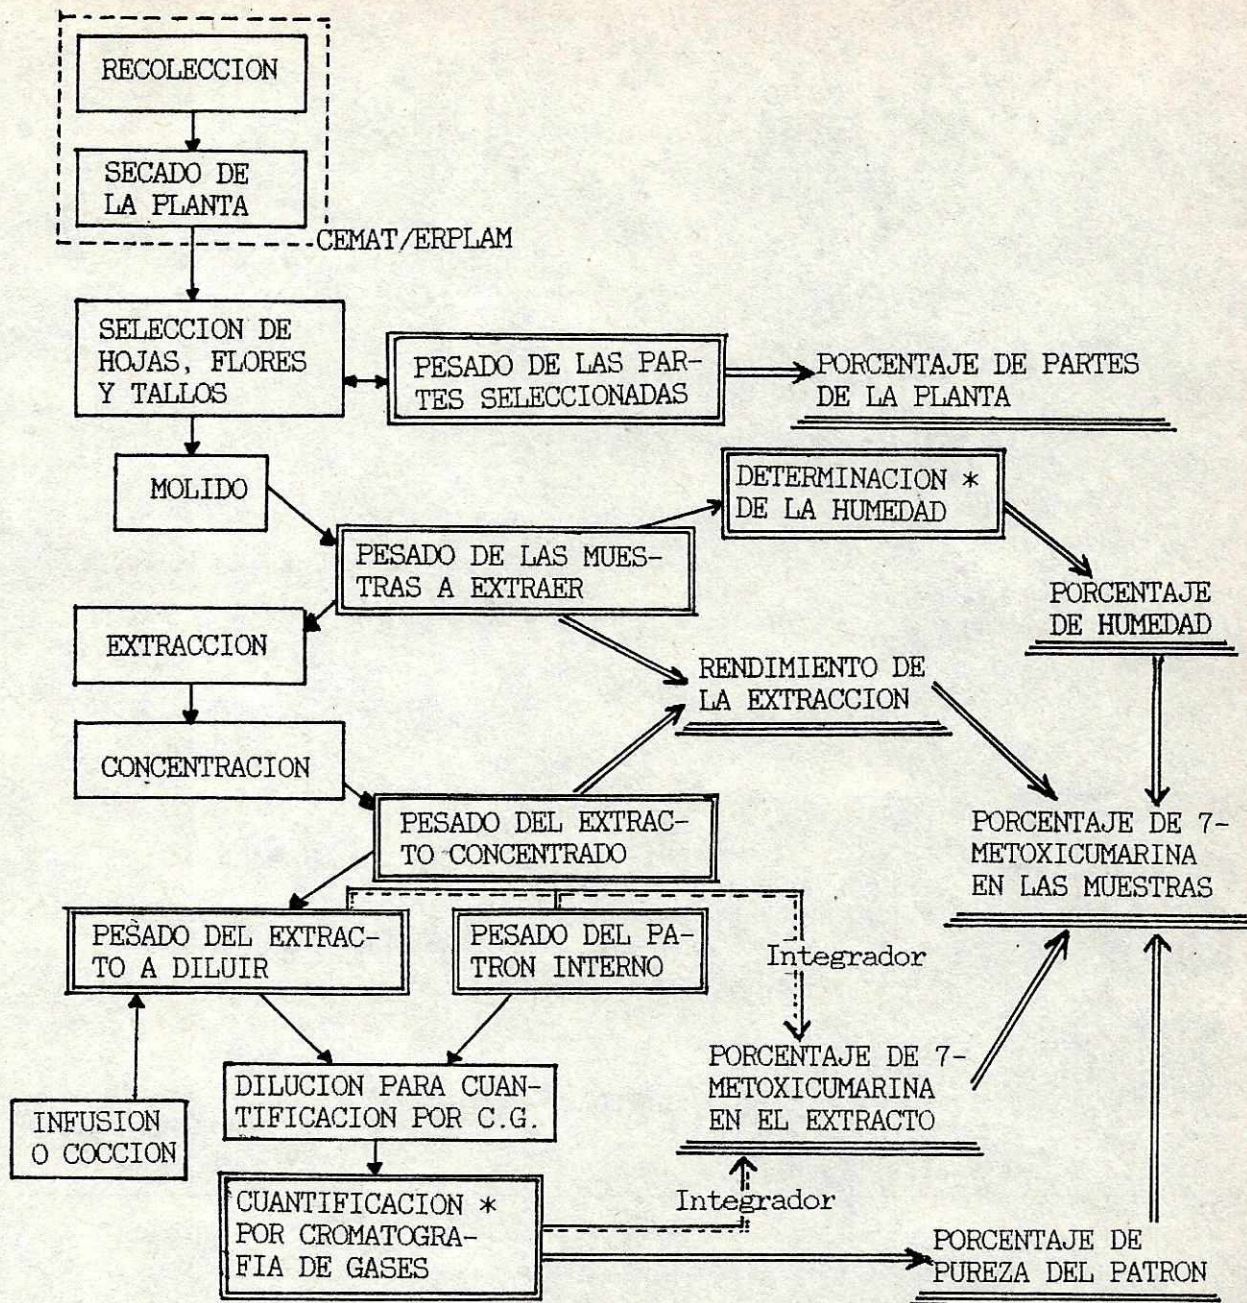 RECOLECCION
SECADO DE
LA PLANTA
CEMAT/ERPLAM
SELECCION DE
HOJAS, FLORES
Y TALLOS
PESADO DE LAS PAR-
TES SELECCIONADAS
PORCENTAJE DE PARTES
DE LA PLANTA
MOLIDO
DETERMINACION *
DE LA HUMEDAD
PESADO DE LAS MUES-
TRAS A EXTRAER
PORCENTAJE
DE HUMEDAD
EXTRACCION
RENDIMIENTO DE
LA EXTRACCION
CONCENTRACION
PESADO DEL EXTRAC-
TO CONCENTRADO
PORCENTAJE DE 7-
METOXICUMARINA
EN LAS MUESTRAS
PESADO DEL EXTRAC-
TO A DILUIR
PESADO DEL PA-
TRON INTERNO
Integrador
DILUCION PARA CUAN-
TIFICACION POR C.G.
PORCENTAJE DE 7-
METOXICUMARINA
EN EL EXTRACTO
INFUSION
O COCCION
CUANTIFICACION *
POR CROMATOGRA-
FIA DE GASES
Integrador
PORCENTAJE DE
PUREZA DEL PATRON